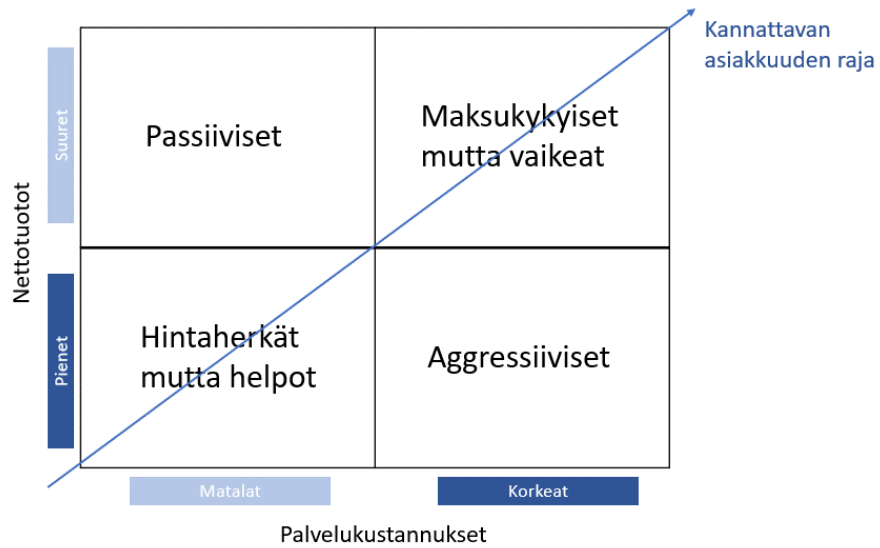 Kannattavan
asiakkuuden raja
Nettotuotot
Suuret
Pienet
Passiiviset
Maksukykyiset
mutta vaikeat
Hintaherkät
mutta helpot
Aggressiiviset
Matalat
Korkeat
Palvelukustannukset